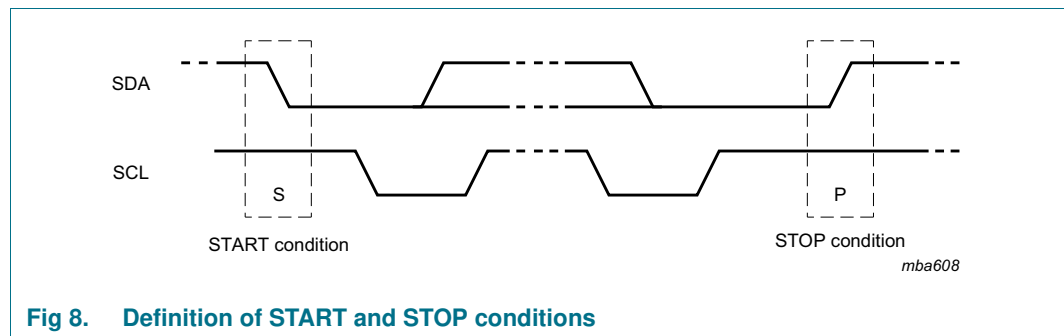 SDA
SCL
S
P
START condition
STOP condition
mba608
Fig 8. Definition of START and STOP conditions